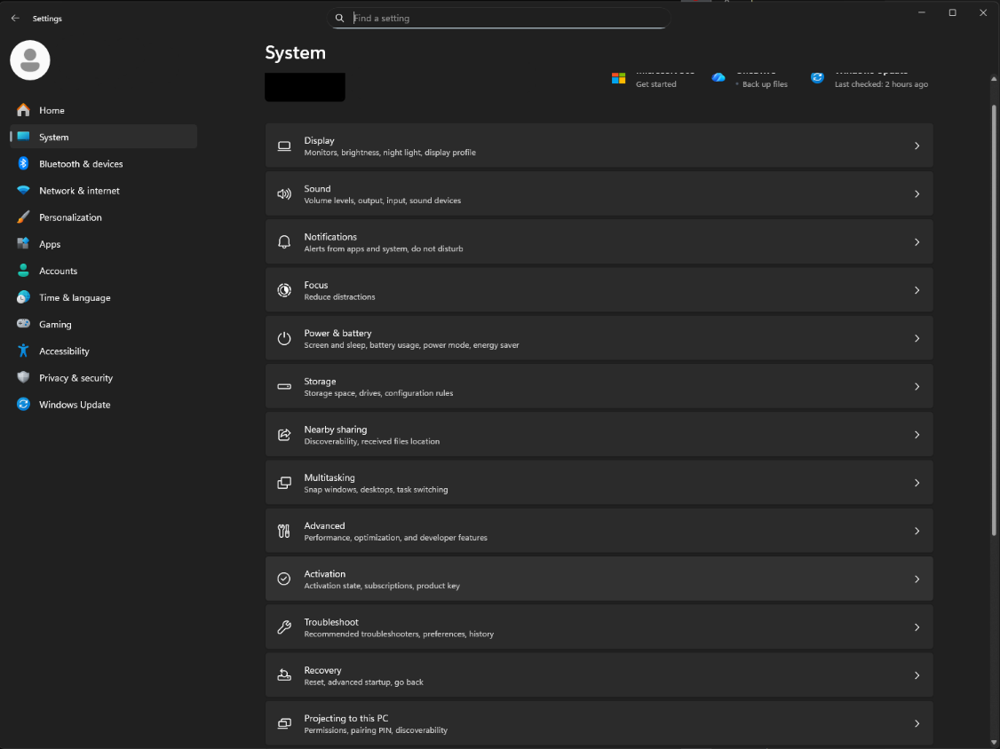 Settings
Find a setting
System
Get started
• Back up files
Last checked: 2 hours ago
Home
System
Bluetooth & devices
Network & internet
Personalization
Apps
Accounts
Time & language
Gaming
Accessibility
Privacy & security
Windows Update
Display
Monitors, brightness, night light, display profile
Sound
Volume levels, output, input, sound devices
Notifications
Alerts from apps and system, do not disturb
Focus
Reduce distractions
Power & battery
Screen and sleep, battery usage, power mode, energy saver
Storage
Storage space, drives, configuration rules
Nearby sharing
Discoverability, received files location
Multitasking
Snap windows, desktops, task switching
Advanced
Performance, optimization, and developer features
Activation
Activation state, subscriptions, product key
Troubleshoot
Recommended troubleshooters, preferences, history
Recovery
Reset, advanced startup, go back
Projecting to this PC
Permissions, pairing PIN, discoverability